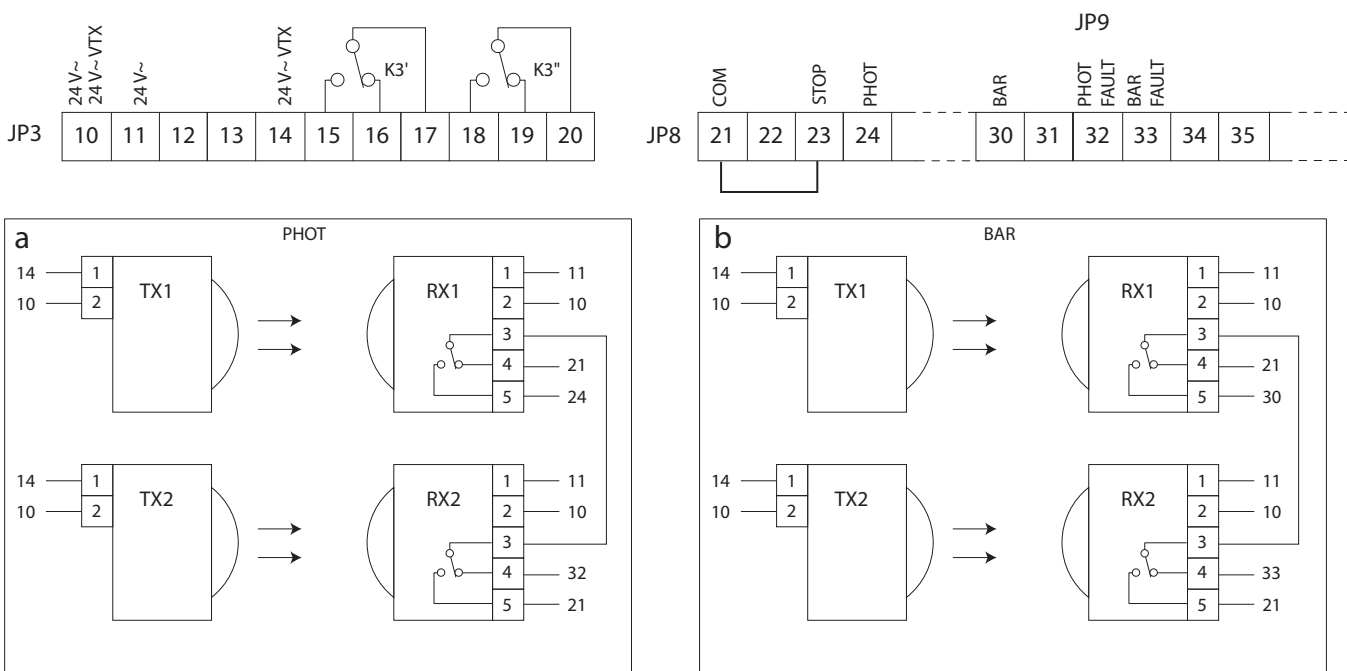 JP9
24 V~
24 V~ VTX
24 V~
24 V~ VTX
K3'
K3"
COM
STOP
PHOT
BAR
PHOT
FAULT
BAR
FAULT
JP3 10 11 12 13 14 15 16 17 18 19 20
JP8 21 22 23 24 30 31 32 33 34 35
a PHOT
14 1 TX1 RX1 1 11
10 2 2 10
3
4 21
5 24
14 1 TX2 RX2 1 11
10 2 2 10
3
4 32
5 21
b BAR
14 1 TX1 RX1 1 11
10 2 2 10
3
4 21
5 30
14 1 TX2 RX2 1 11
10 2 2 10
3
4 33
5 21